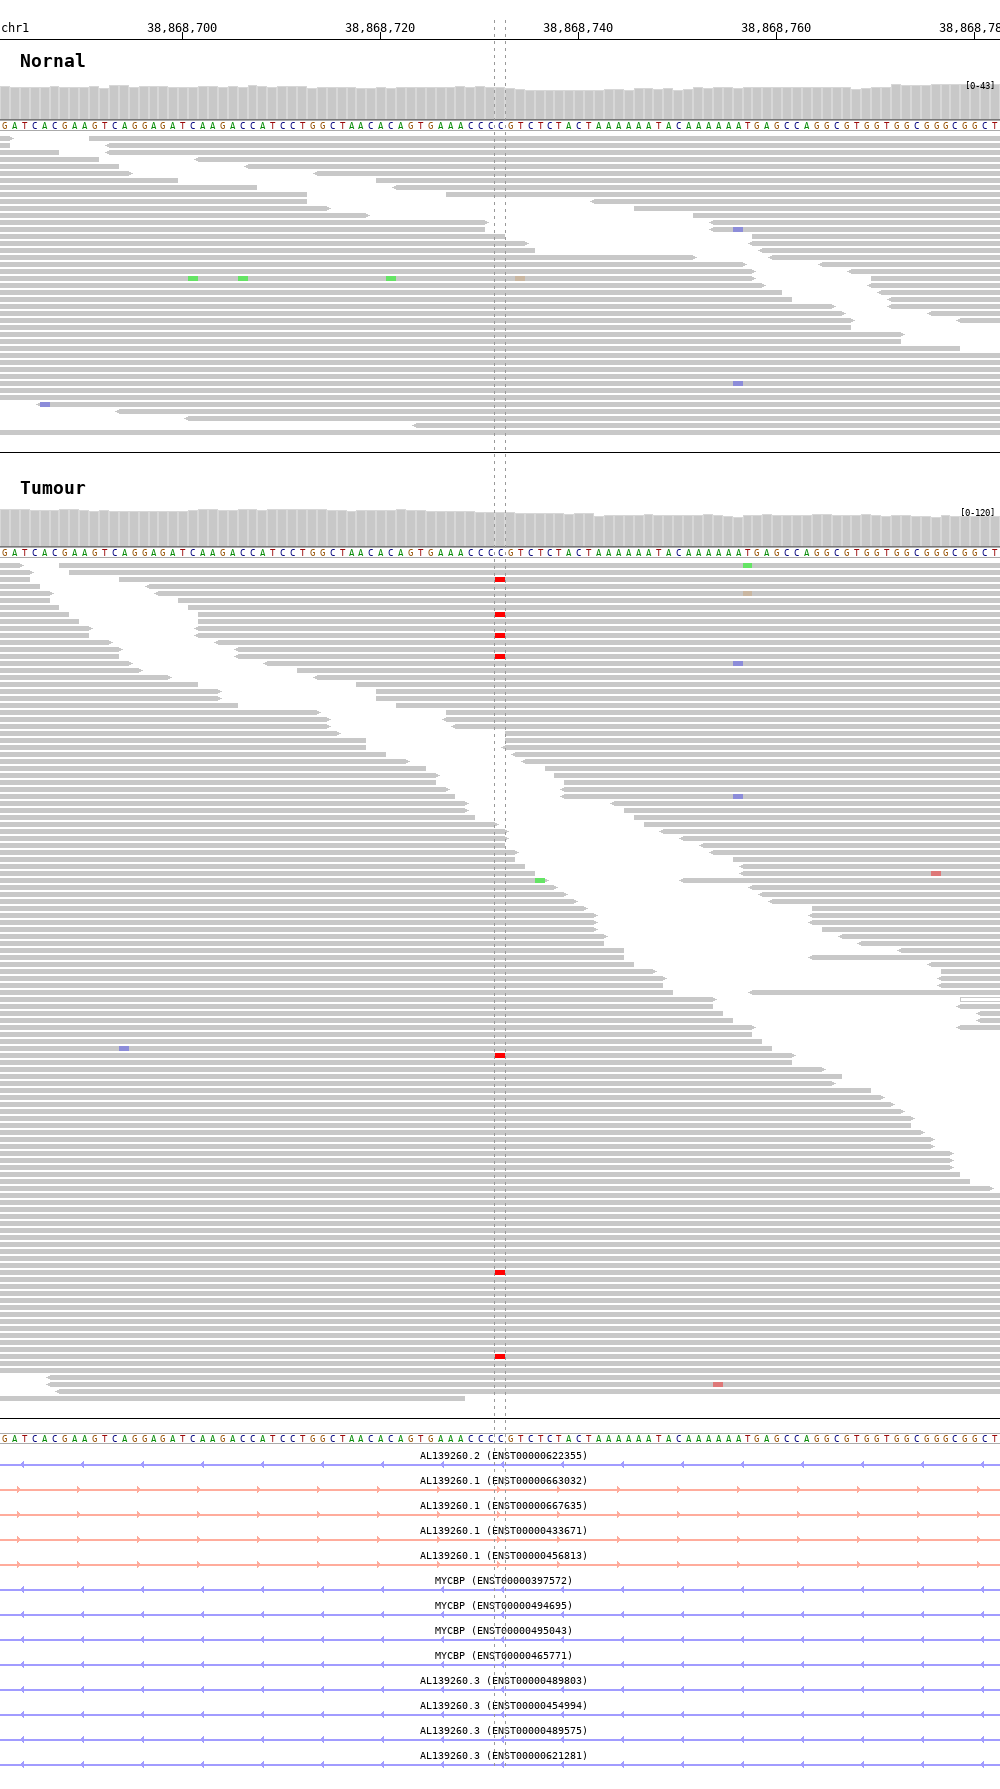 chr1 38,868,700 38,868,720 38,868,740 38,868,760 38,868,78
Nornal
[0-43]
GATCACGAAGTCAGGAGATCAAGACCATCCTGGCTAACACAGTGAAACCCCGTCTCTACTAAAAAATACAAAAAATGAGCCAGGCGTGGTGGCGGGCGGCT
Tumour
[0-120]
GATCACGAAGTCAGGAGATCAAGACCATCCTGGCTAACACAGTGAAACCCCGTCTCTACTAAAAAATACAAAAAATGAGCCAGGCGTGGTGGCGGGCGGCT
GATCACGAAGTCAGGAGATCAAGACCATCCTGGCTAACACAGTGAAACCCCGTCTCTACTAAAAAATACAAAAAATGAGCCAGGCGTGGTGGCGGGCGGCT
AL139260.2 (ENST00000622355)
AL139260.1 (ENST00000663032)
AL139260.1 (ENST00000667635)
AL139260.1 (ENST00000433671)
AL139260.1 (ENST00000456813)
MYCBP (ENST00000397572)
MYCBP (ENST00000494695)
MYCBP (ENST00000495043)
MYCBP (ENST00000465771)
AL139260.3 (ENST00000489803)
AL139260.3 (ENST00000454994)
AL139260.3 (ENST00000489575)
AL139260.3 (ENST00000621281)